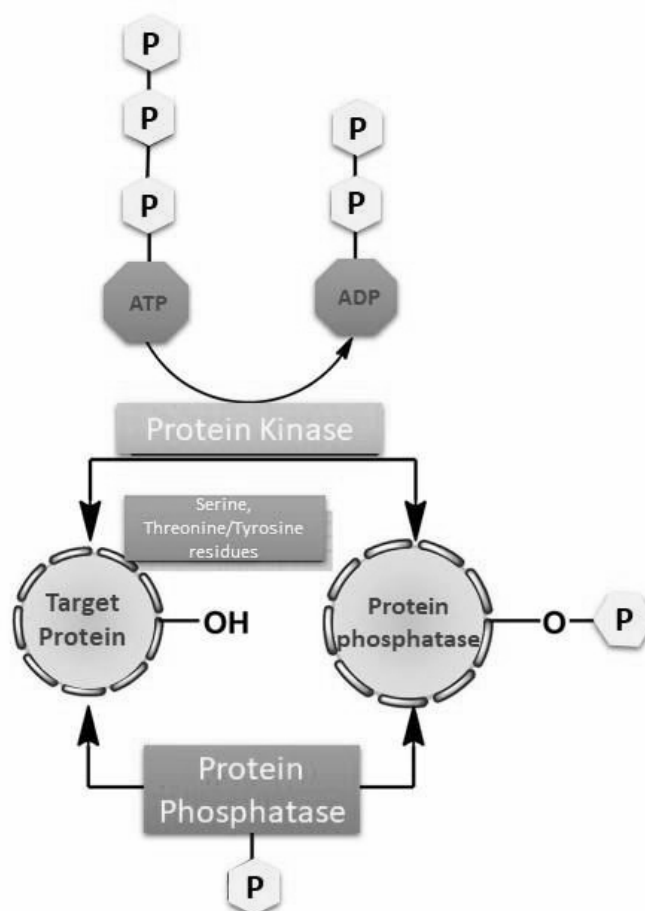 P
P
P
P
P
ATP
ADP
Protein Kinase
Serine,
Threonine/Tyrosine
residues
Target
Protein
OH
Protein
phosphatase
O
P
Protein
Phosphatase
P